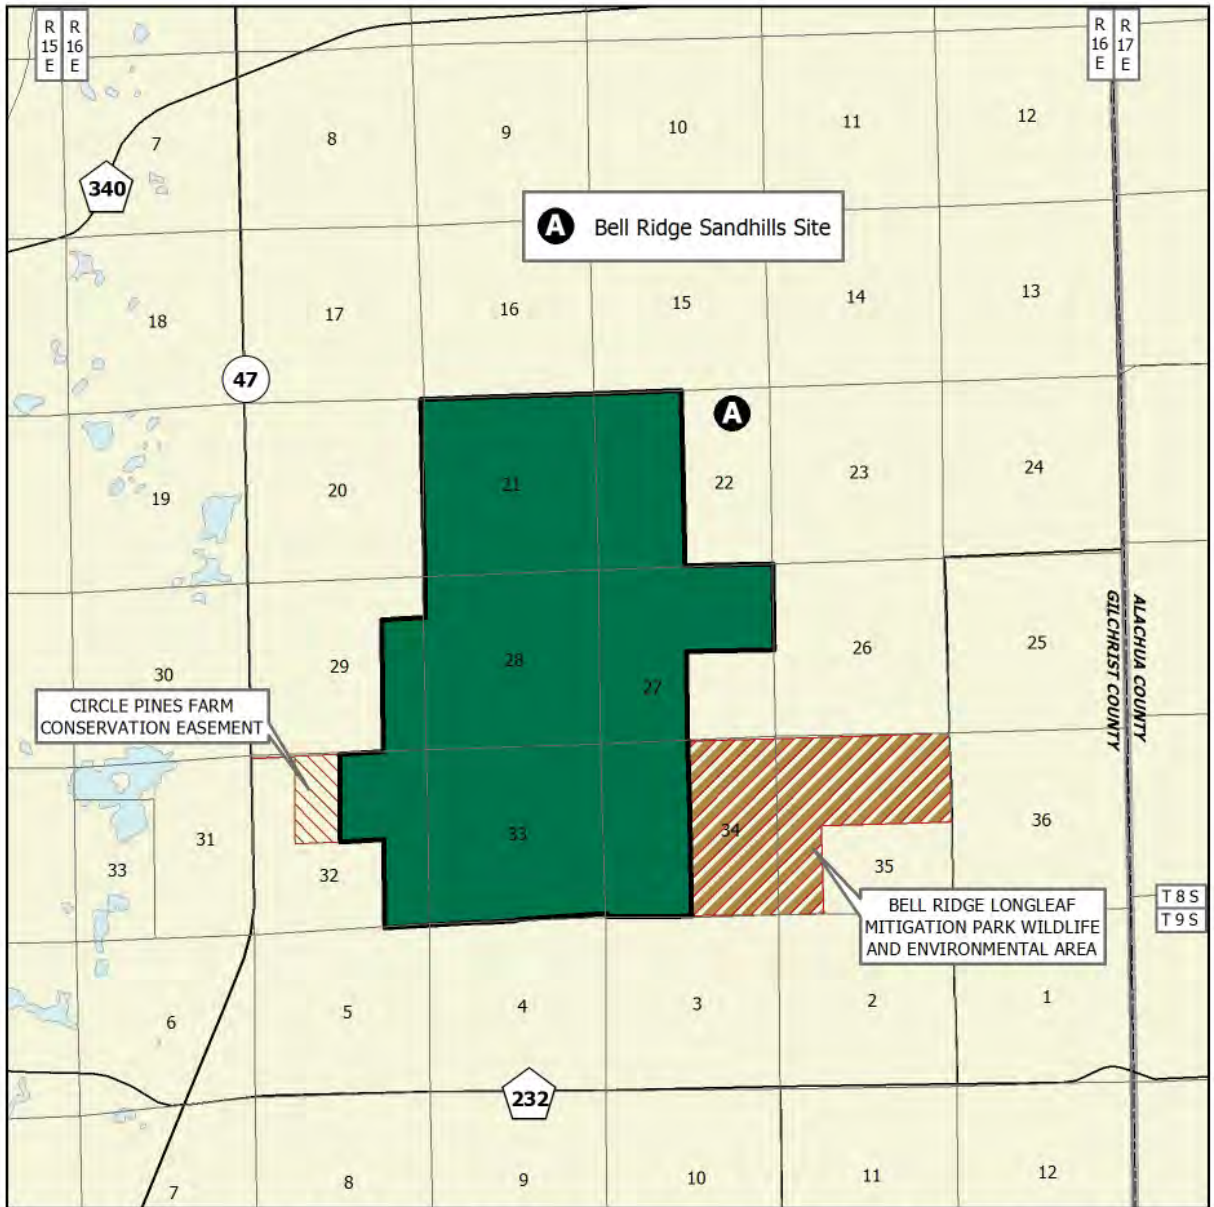 R
15
E
R
16
E
R
16
E
R
17
E
7
8
9
10
11
12
340
A Bell Ridge Sandhills Site
18
17
16
15
14
13
47
A
19
20
21
22
23
24
30
29
28
27
26
25
GILCHRIST COUNTY
ALACHUA COUNTY
CIRCLE PINES FARM
CONSERVATION EASEMENT
33
31
32
33
34
35
36
BELL RIDGE LONGLEAF
MITIGATION PARK WILDLIFE
AND ENVIRONMENTAL AREA
T 8 S
T 9 S
6
5
4
3
2
1
232
7
8
9
10
11
12